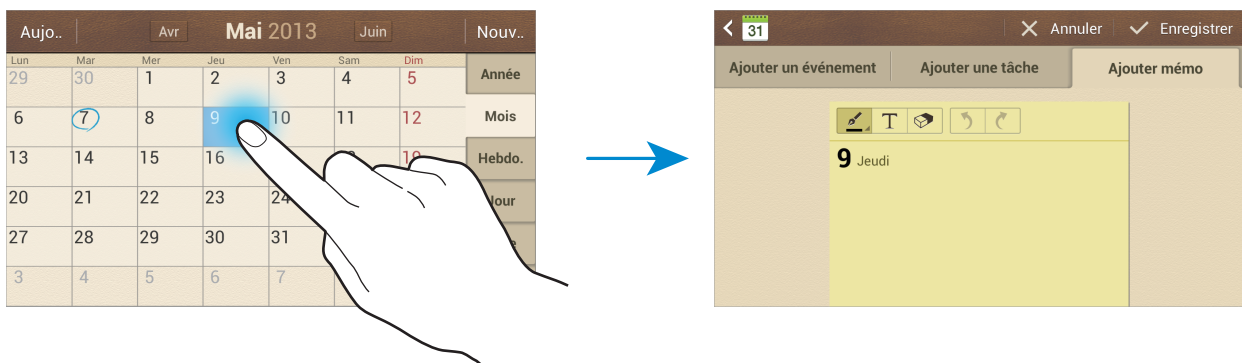 Aujo.. Avr Mai 2013 Juin Nouv..
Lun Mar Mer Jeu Ven Sam Dim
29 30 1 2 3 4 5 Année
6 7 8 9 10 11 12 Mois
13 14 15 16 Hebdo.
20 21 22 23 24 Jour
27 28 29 30 31
3 4 5 6 7
31 Annuler Enregistrer
Ajouter un événement Ajouter une tâche Ajouter mémo
T
9 Jeudi